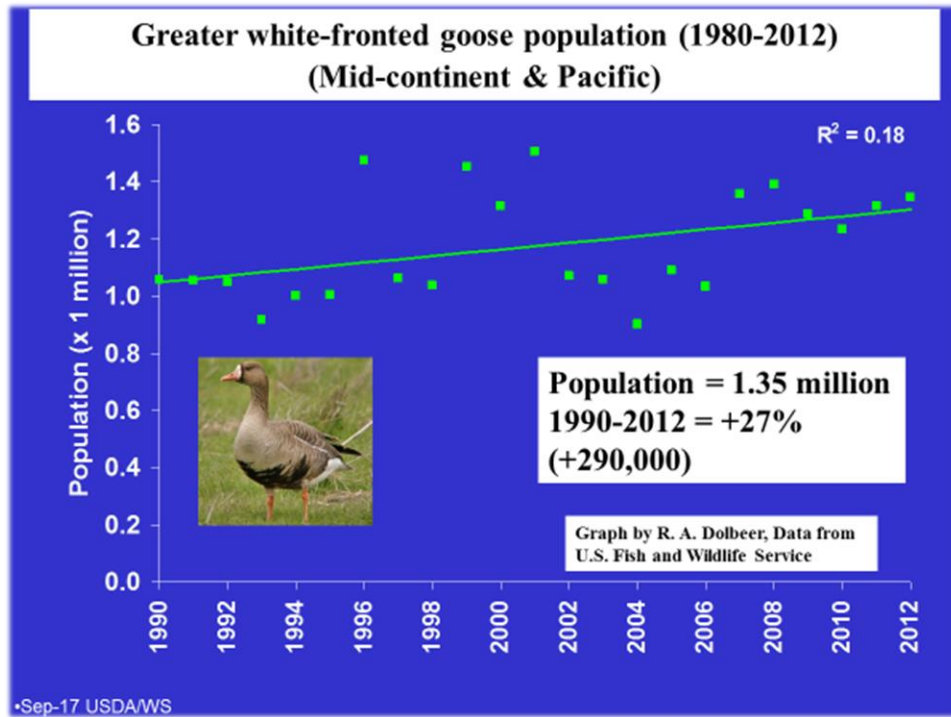 Greater white-fronted goose population (1980-2012)
(Mid-continent & Pacific)
R² = 0.18
Population (x 1 million)
1.6
1.4
1.2
1.0
0.8
0.6
0.4
0.2
0.0
Population = 1.35 million
1990-2012 = +27%
(+290,000)
Graph by R. A. Dolbeer, Data from
U.S. Fish and Wildlife Service
1990
1992
1994
1996
1998
2000
2002
2004
2006
2008
2010
2012
•Sep-17 USDA/WS